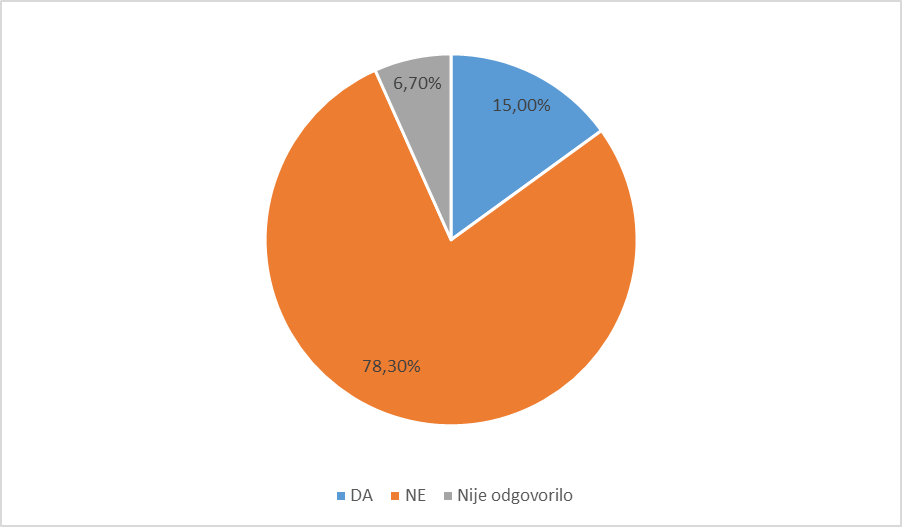 6,70%
15,00%
78,30%
DA NE Nije odgovorilo